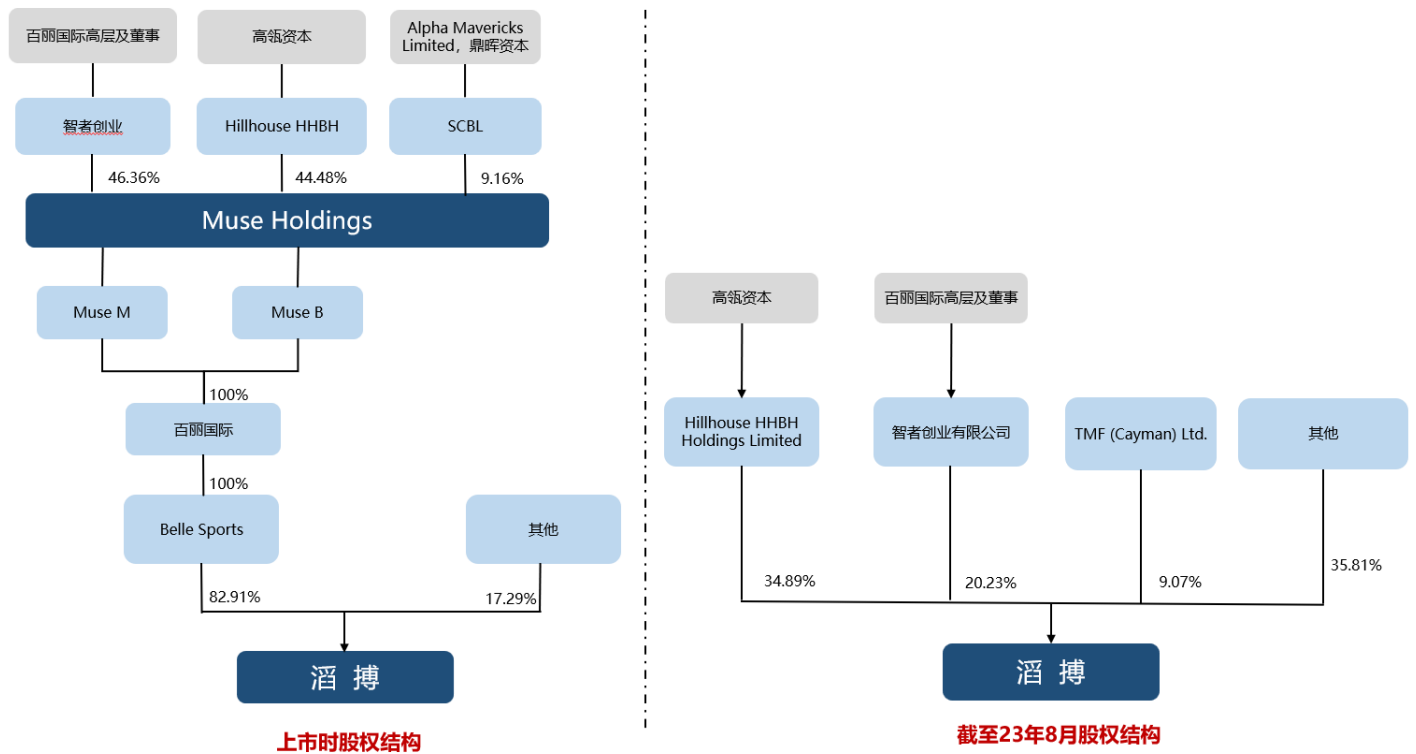 百丽国际高层及董事
高瓴资本
Alpha Mavericks
Limited，鼎晖资本
智者创业
Hillhouse HHBH
SCBL
46.36%
44.48%
9.16%
Muse Holdings
Muse M
Muse B
100%
百丽国际
100%
Belle Sports
其他
82.91%
17.29%
滔 搏
上市时股权结构
高瓴资本
百丽国际高层及董事
Hillhouse HHBH
Holdings Limited
智者创业有限公司
TMF (Cayman) Ltd.
其他
34.89%
20.23%
9.07%
35.81%
滔 搏
截至23年8月股权结构